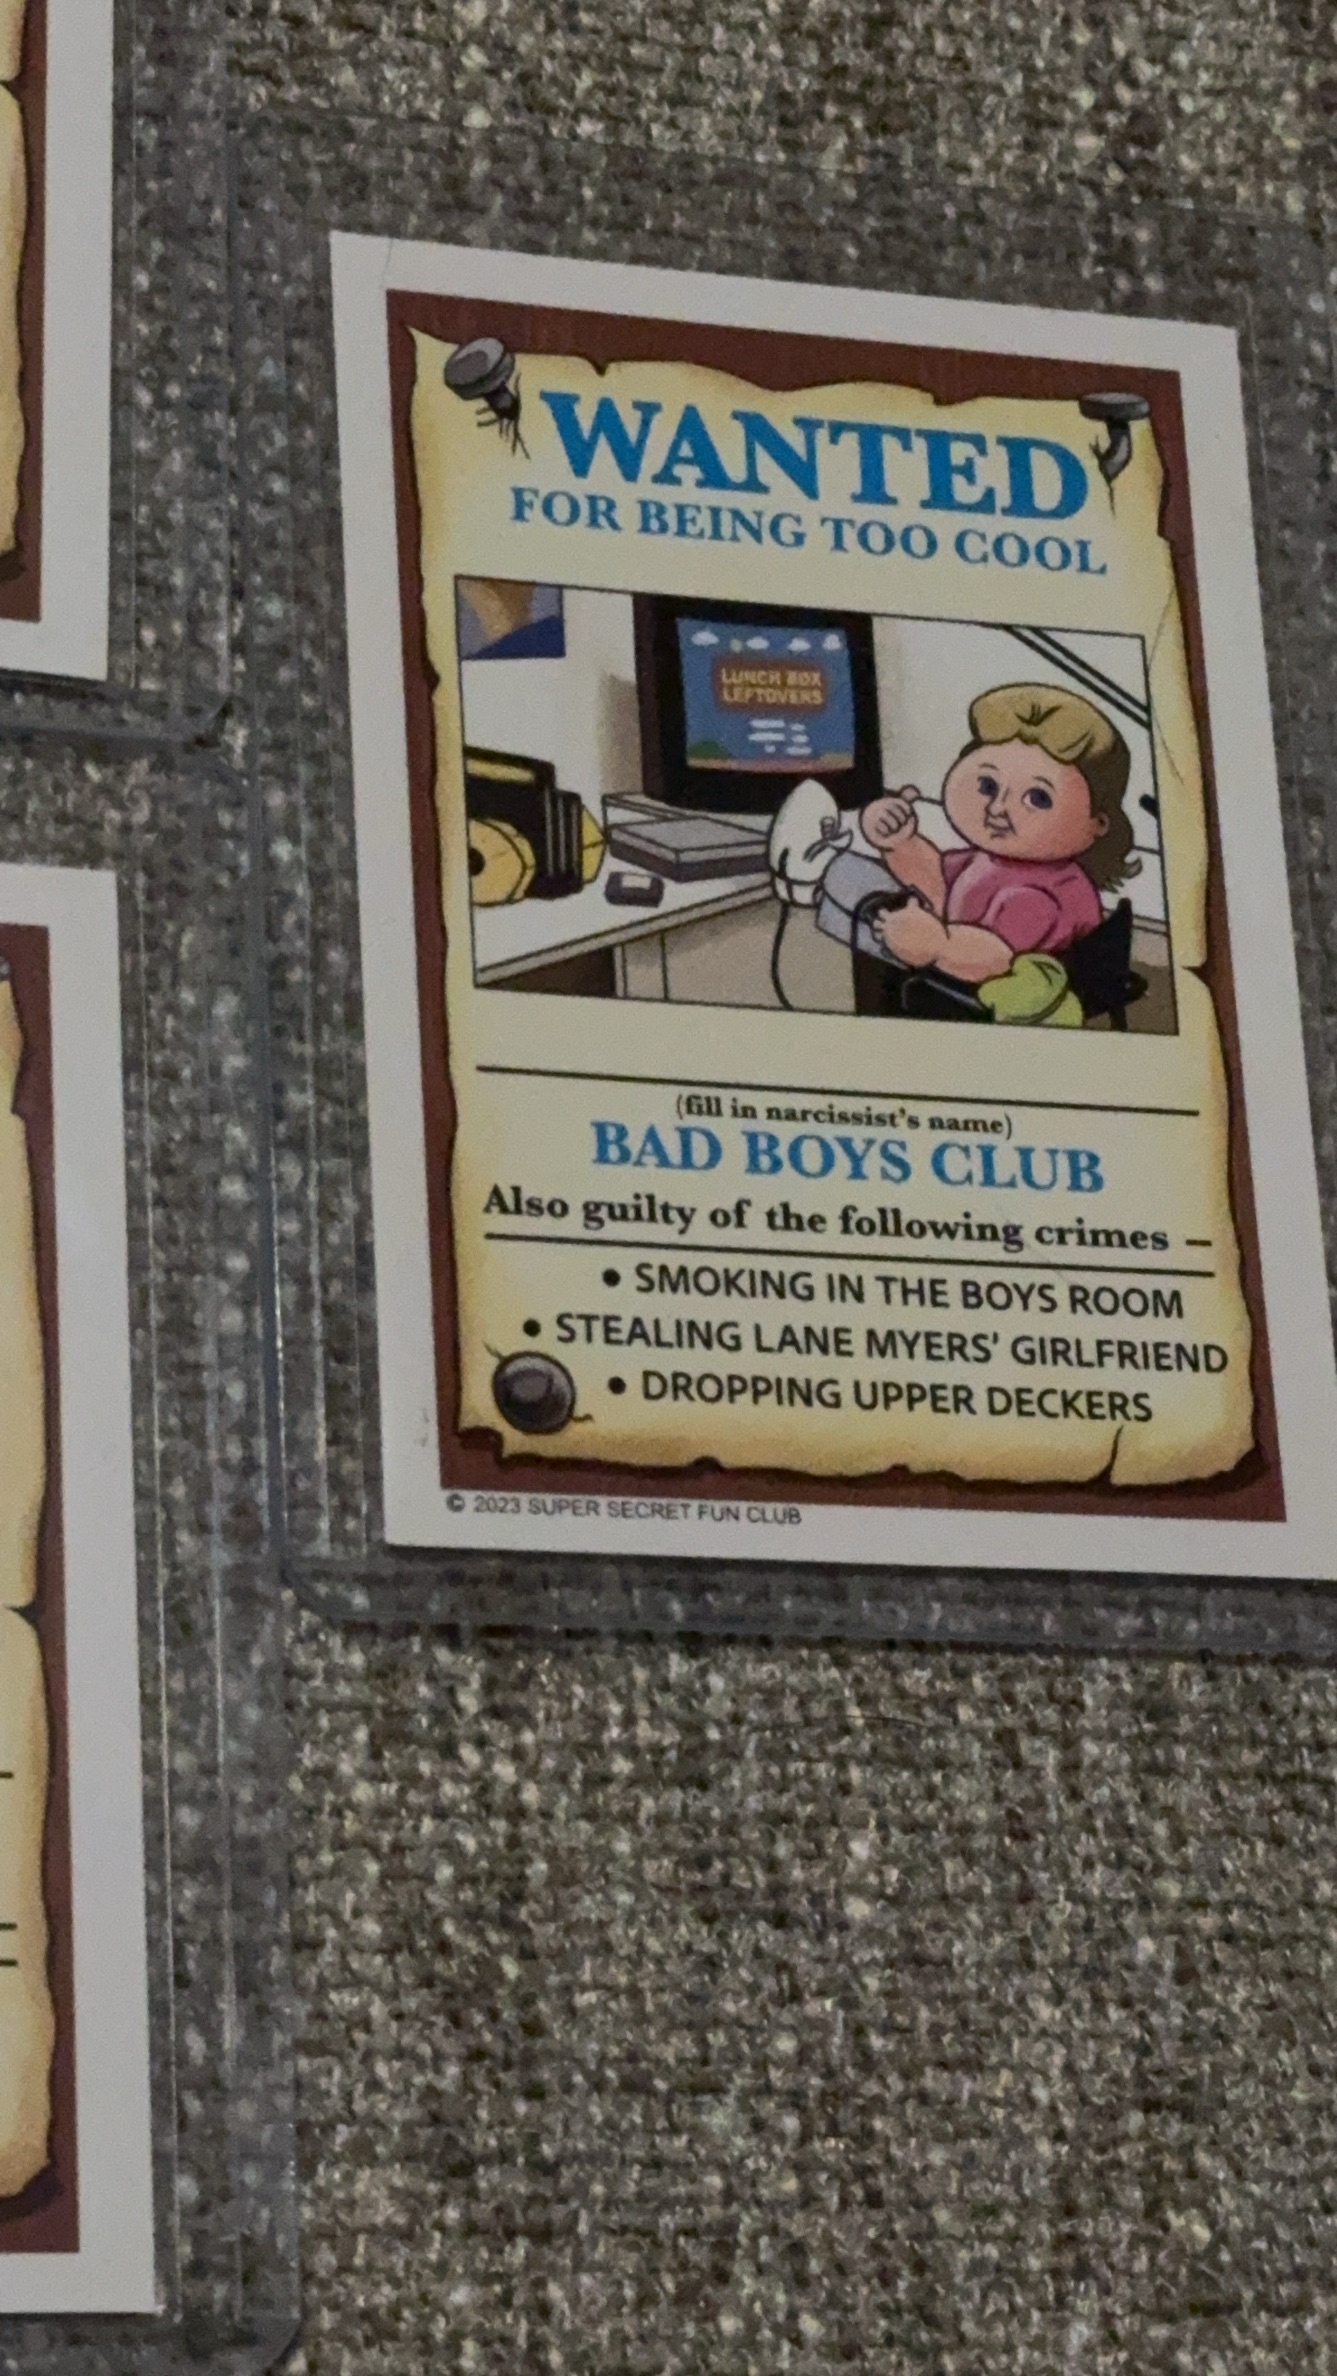 WANTED
FOR BEING TOO COOL
LUNCH BOX
LEFTOVERS
(fill in narcissist's name)
BAD BOYS CLUB
Also guilty of the following crimes –
• SMOKING IN THE BOYS ROOM
• STEALING LANE MYERS' GIRLFRIEND
• DROPPING UPPER DECKERS
© 2023 SUPER SECRET FUN CLUB